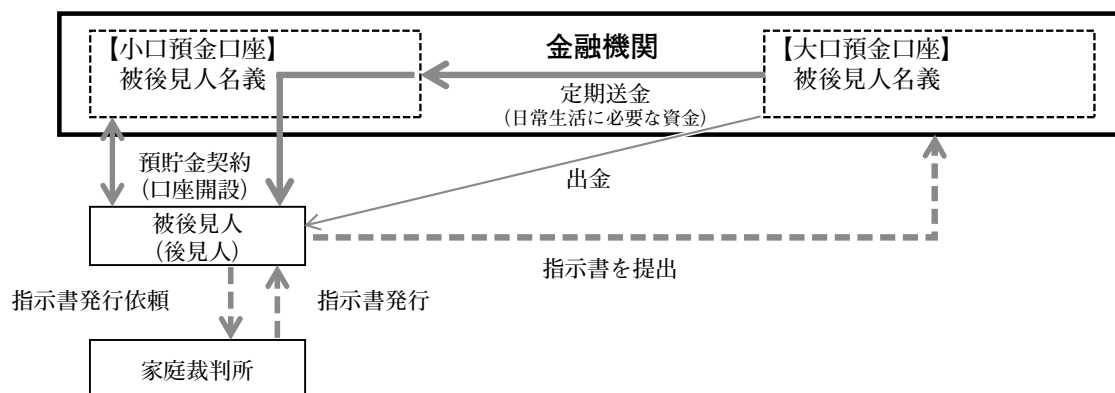 金融機関
【小口預金口座】
被後見人名義
【大口預金口座】
被後見人名義
定期送金
(日常生活に必要な資金)
預貯金契約
(口座開設)
出金
被後見人
(後見人)
指示書を提出
指示書発行依頼
指示書発行
家庭裁判所